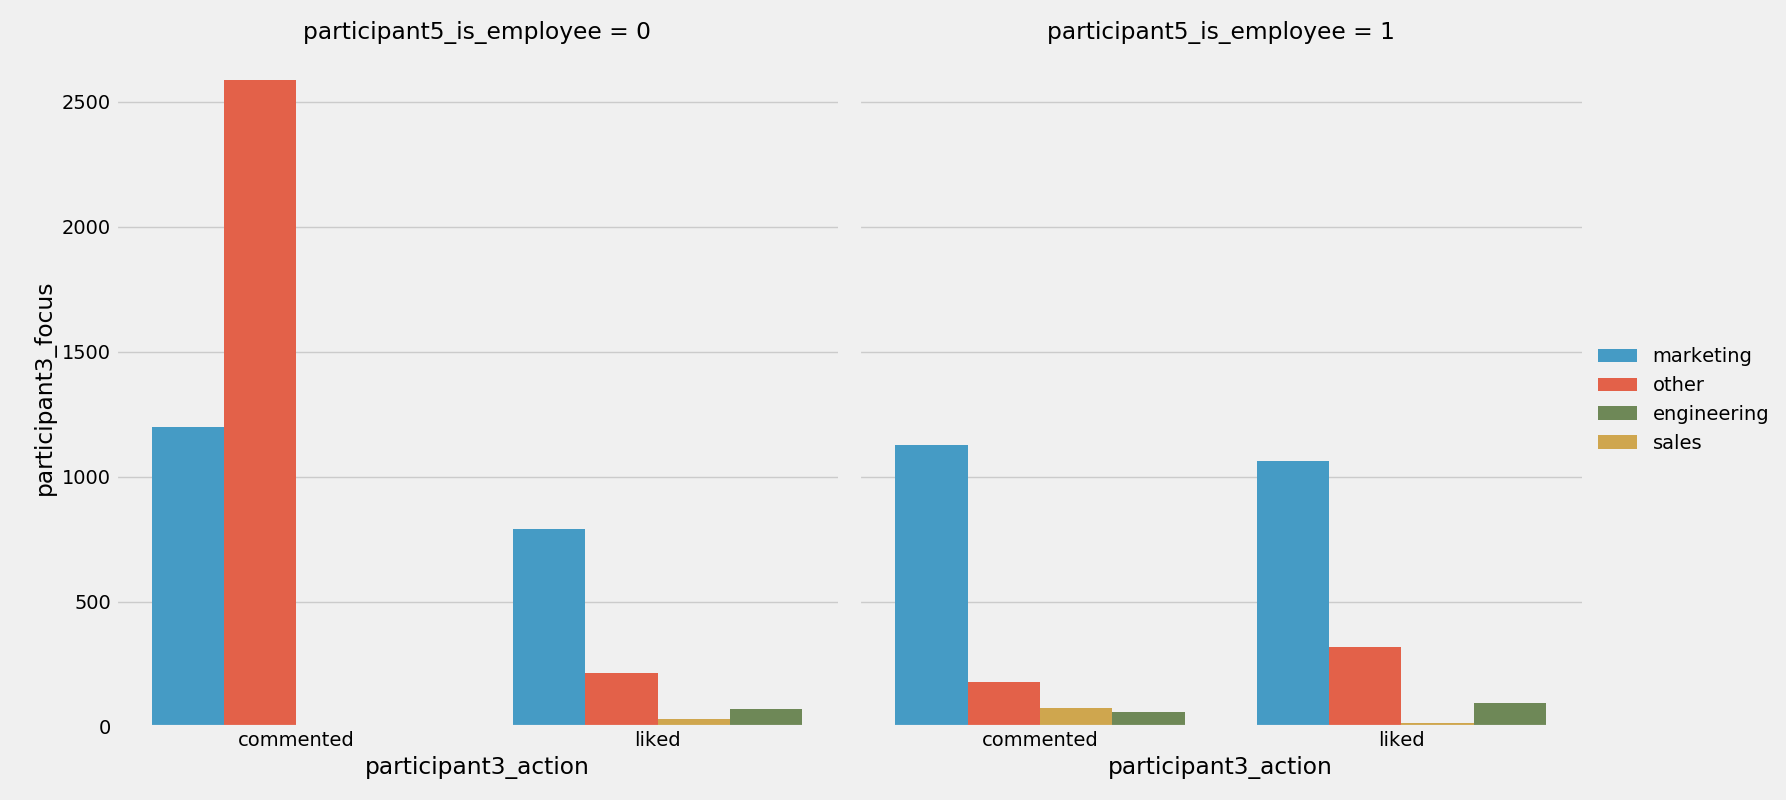 participant5_is_employee = 0
participant5_is_employee = 1
participant3_focus
2500
2000
1500
1000
500
0
commented
liked
commented
liked
participant3_action
participant3_action
marketing
other
engineering
sales